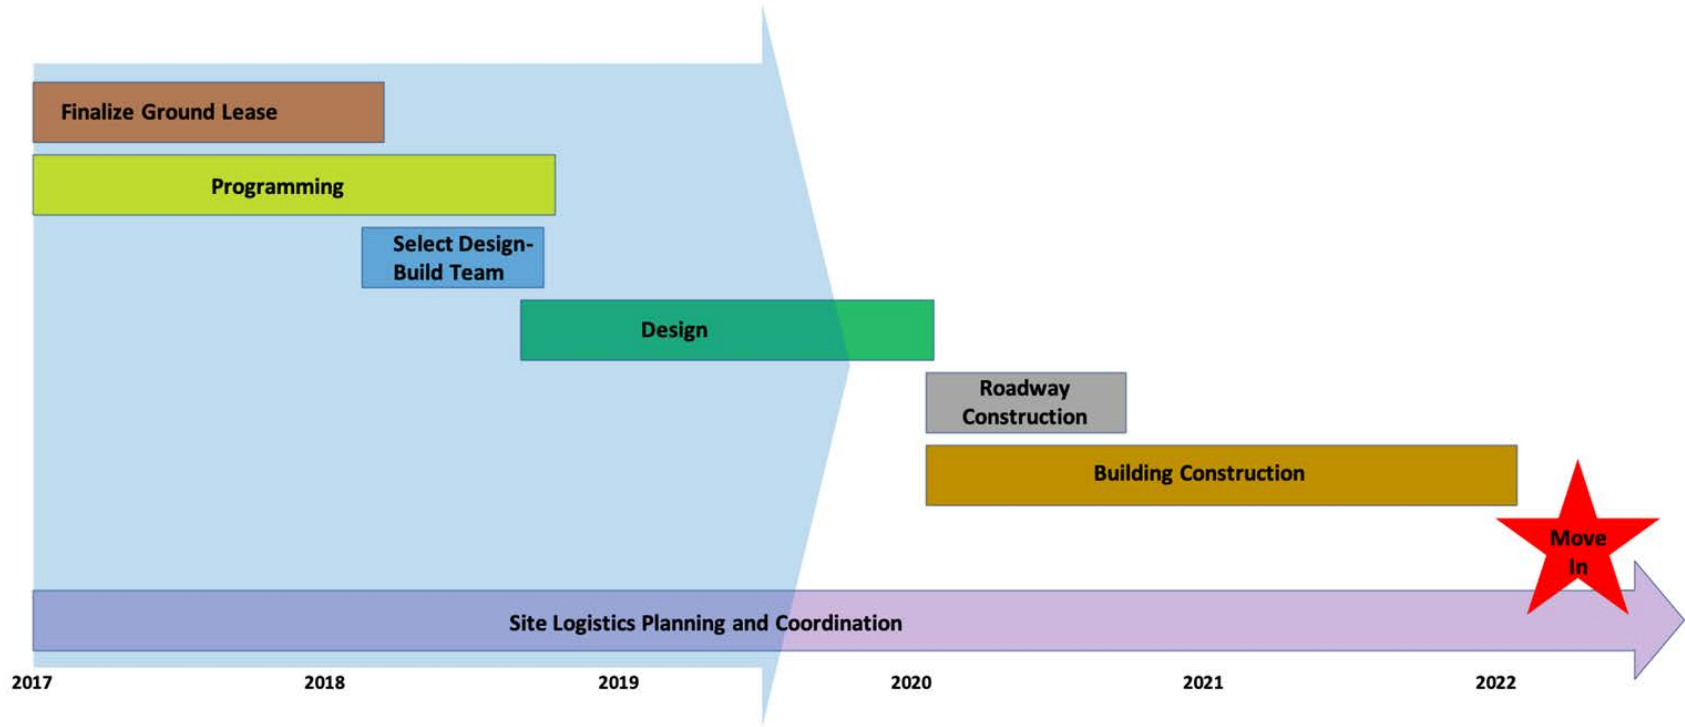 Finalize Ground Lease
Programming
Select Design-
Build Team
Design
Roadway
Construction
Building Construction
Move
In
Site Logistics Planning and Coordination
2017 2018 2019 2020 2021 2022